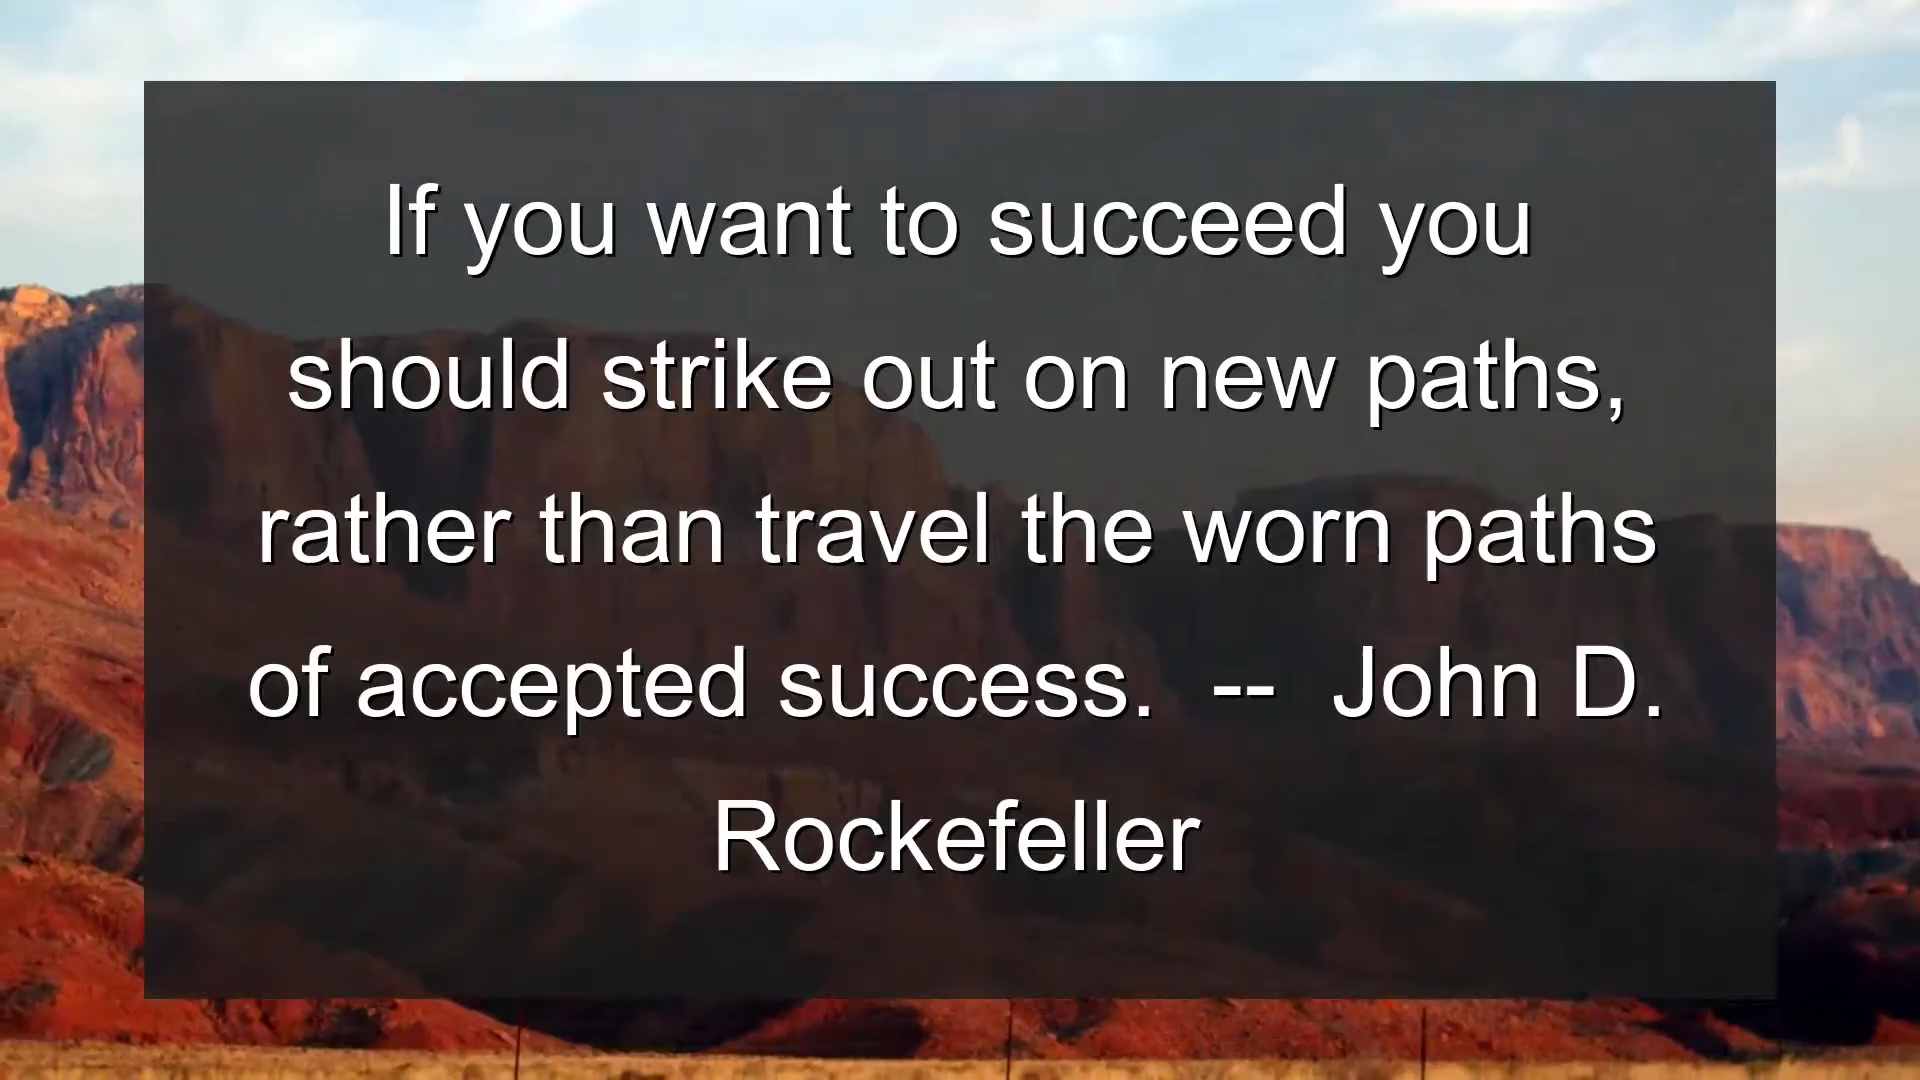 If you want to succeed you
should strike out on new paths,
rather than travel the worn paths
of accepted success.  --  John D.
Rockefeller